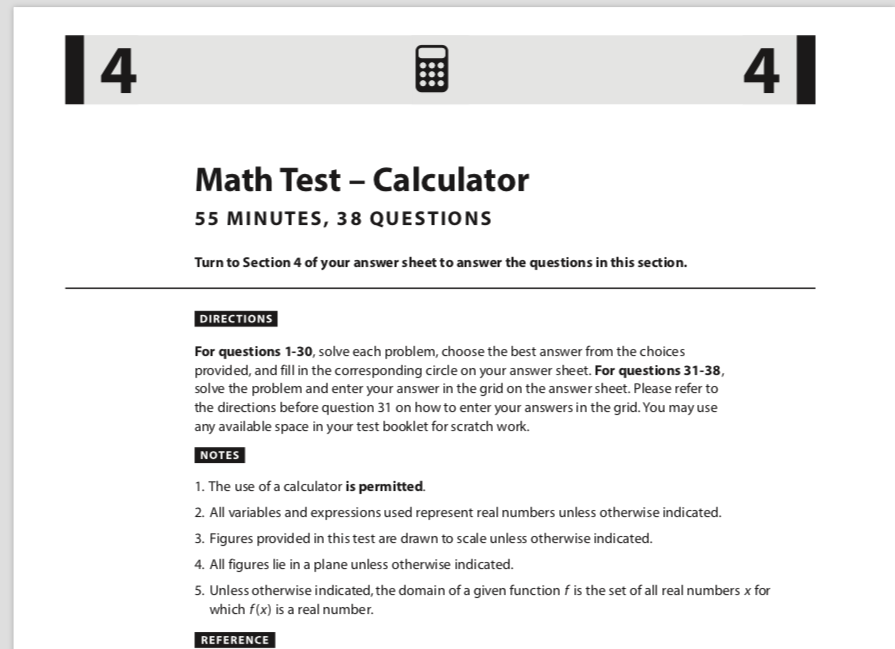 4 4
Math Test – Calculator
55 MINUTES, 38 QUESTIONS
Turn to Section 4 of your answer sheet to answer the questions in this section.
DIRECTIONS
For questions 1-30, solve each problem, choose the best answer from the choices
provided, and fill in the corresponding circle on your answer sheet. For questions 31-38,
solve the problem and enter your answer in the grid on the answer sheet. Please refer to
the directions before question 31 on how to enter your answers in the grid. You may use
any available space in your test booklet for scratch work.
NOTES
1. The use of a calculator is permitted.
2. All variables and expressions used represent real numbers unless otherwise indicated.
3. Figures provided in this test are drawn to scale unless otherwise indicated.
4. All figures lie in a plane unless otherwise indicated.
5. Unless otherwise indicated, the domain of a given function f is the set of all real numbers x for
which f(x) is a real number.
REFERENCE